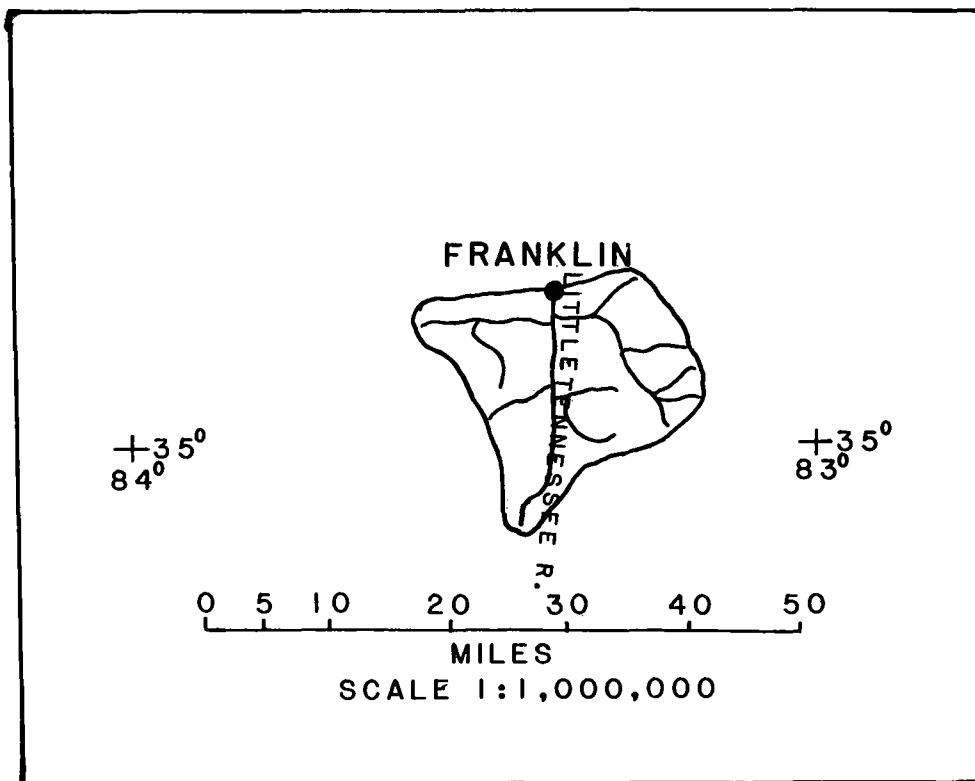 FRANKLIN
LITTLE TENNESSEE R.
35°
84°
35°
83°
0 5 10 20 30 40 50
MILES
SCALE 1:1,000,000